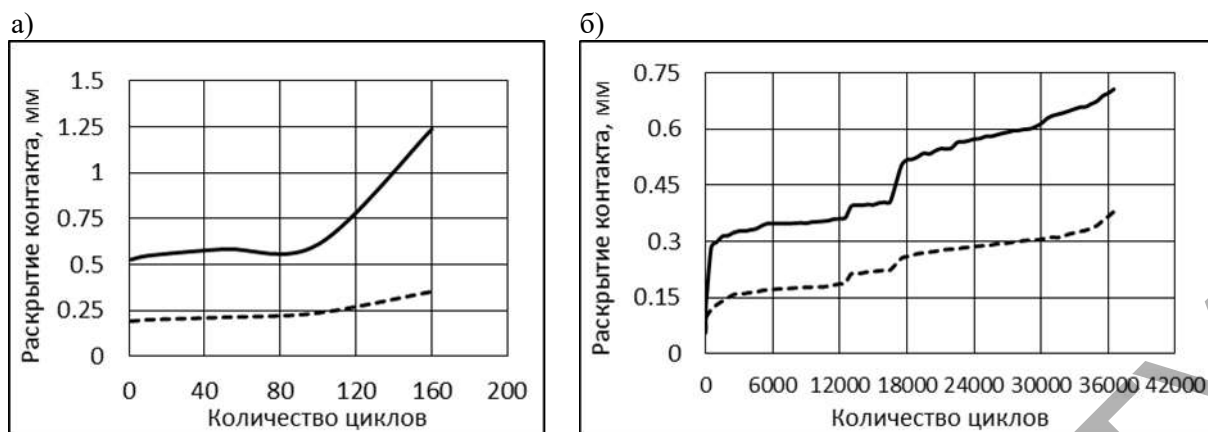 а)
б)
Раскрытие контакта, мм
1.5
1.25
1
0.75
0.5
0.25
0
0 40 80 120 160 200
Количество циклов
Раскрытие контакта, мм
0.75
0.6
0.45
0.3
0.15
0
0 6000 12000 18000 24000 30000 36000 42000
Количество циклов